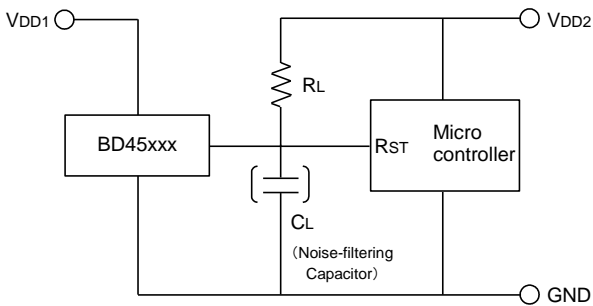 VDD1
VDD2
RL
BD45xxx
RST
Micro
controller
CL
（Noise-filtering
Capacitor）
GND